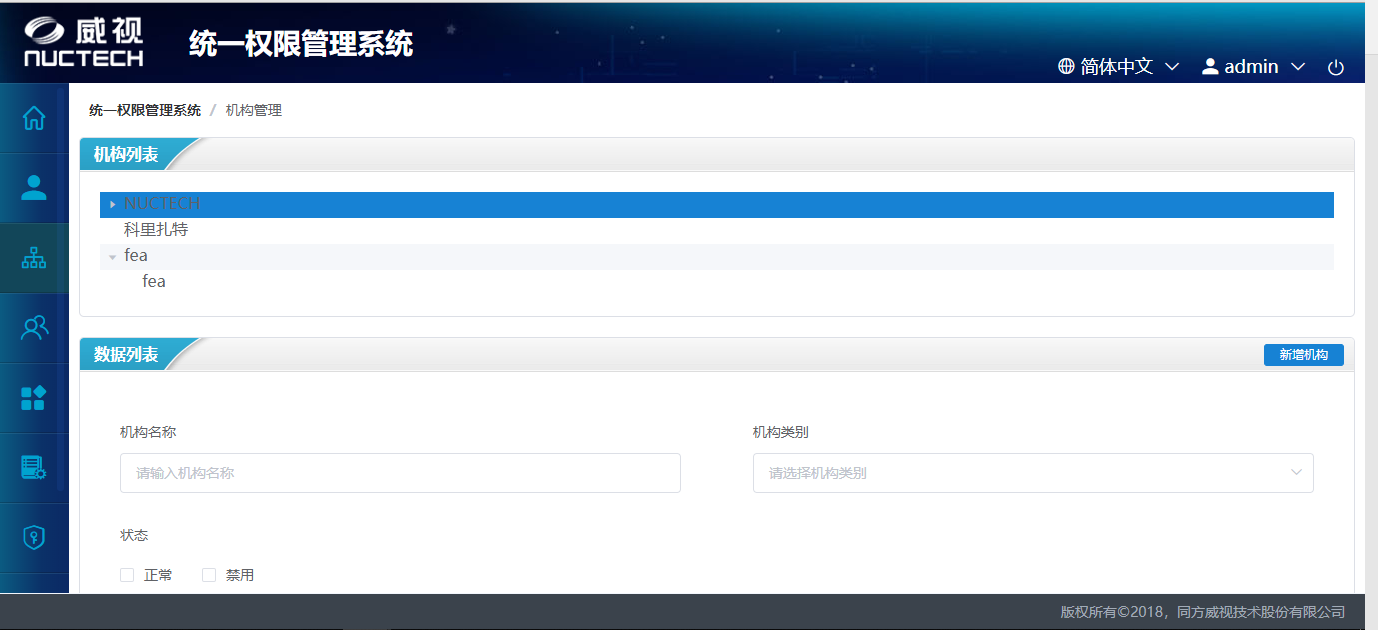 威视
NUCTECH
统一权限管理系统
简体中文 admin
统一权限管理系统 / 机构管理
机构列表
NUCTECH
科里扎特
fea
fea
数据列表
新增机构
机构名称 机构类别
请输入机构名称 请选择机构类别
状态
正常 禁用
版权所有©2018，同方威视技术股份有限公司